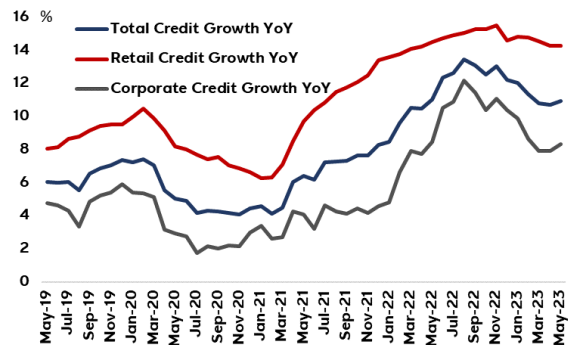 16 %
Total Credit Growth YoY
14
Retail Credit Growth YoY
12
Corporate Credit Growth YoY
10
8
6
4
2
0
May-19 Jul-19 Sep-19 Nov-19 Jan-20 Mar-20 May-20 Jul-20 Sep-20 Nov-20 Jan-21 Mar-21 May-21 Jul-21 Sep-21 Nov-21 Jan-22 Mar-22 May-22 Jul-22 Sep-22 Nov-22 Jan-23 Mar-23 May-23